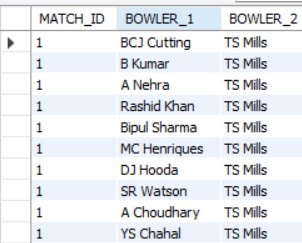 MATCH_ID BOWLER_1 BOWLER_2
1 BCJ Cutting TS Mills
1 B Kumar TS Mills
1 A Nehra TS Mills
1 Rashid Khan TS Mills
1 Bipul Sharma TS Mills
1 MC Henriques TS Mills
1 DJ Hooda TS Mills
1 SR Watson TS Mills
1 A Choudhary TS Mills
1 YS Chahal TS Mills